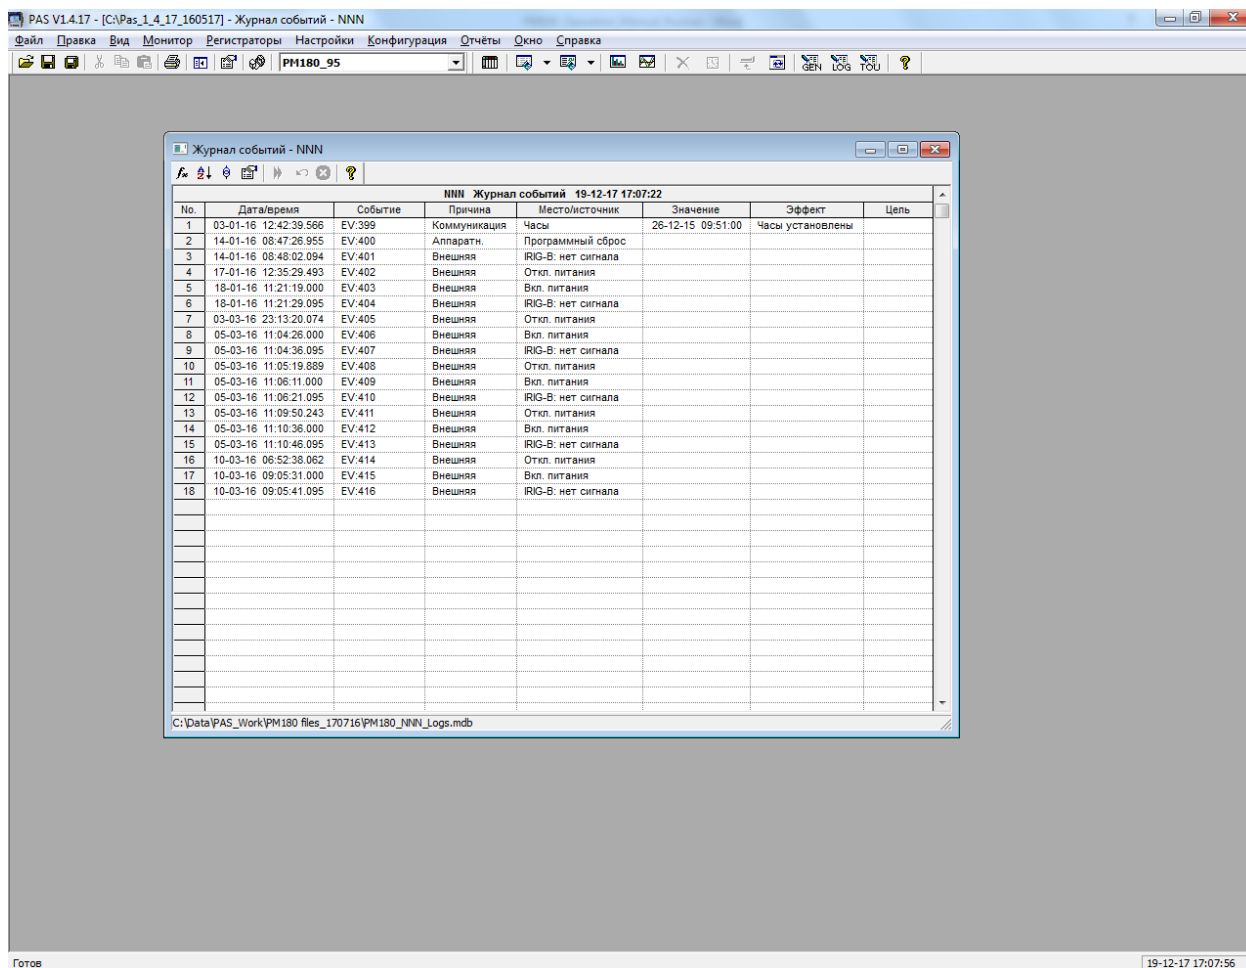 PAS V1.4.17 - [C:\Pas_1_4_17_160517] - Журнал событий - NNN
Файл Правка Вид Монитор Регистраторы Настройки Конфигурация Отчёты Окно Справка
PM180_95 GEN LOG TOU
Журнал событий - NNN
NNN Журнал событий 19-12-17 17:07:22
No. Дата/время Событие Причина Место/источник Значение Эффект Цель
1 03-01-16 12:42:39.566 EV:399 Коммуникация Часы 26-12-15 09:51:00 Часы установлены
2 14-01-16 08:47:26.955 EV:400 Аппаратн. Программный сброс
3 14-01-16 08:48:02.094 EV:401 Внешняя IRIG-B: нет сигнала
4 17-01-16 12:35:29.493 EV:402 Внешняя Откл. питания
5 18-01-16 11:21:19.000 EV:403 Внешняя Вкл. питания
6 18-01-16 11:21:29.095 EV:404 Внешняя IRIG-B: нет сигнала
7 03-03-16 23:13:20.074 EV:405 Внешняя Откл. питания
8 05-03-16 11:04:26.000 EV:406 Внешняя Вкл. питания
9 05-03-16 11:04:36.095 EV:407 Внешняя IRIG-B: нет сигнала
10 05-03-16 11:05:19.889 EV:408 Внешняя Откл. питания
11 05-03-16 11:06:11.000 EV:409 Внешняя Вкл. питания
12 05-03-16 11:06:21.095 EV:410 Внешняя IRIG-B: нет сигнала
13 05-03-16 11:09:50.243 EV:411 Внешняя Откл. питания
14 05-03-16 11:10:36.000 EV:412 Внешняя Вкл. питания
15 05-03-16 11:10:46.095 EV:413 Внешняя IRIG-B: нет сигнала
16 10-03-16 06:52:38.062 EV:414 Внешняя Откл. питания
17 10-03-16 09:05:31.000 EV:415 Внешняя Вкл. питания
18 10-03-16 09:05:41.095 EV:416 Внешняя IRIG-B: нет сигнала
C:\Data\PAS_Work\PM180 files_170716\PM180_NNN_Logs.mdb
Готов 19-12-17 17:07:56